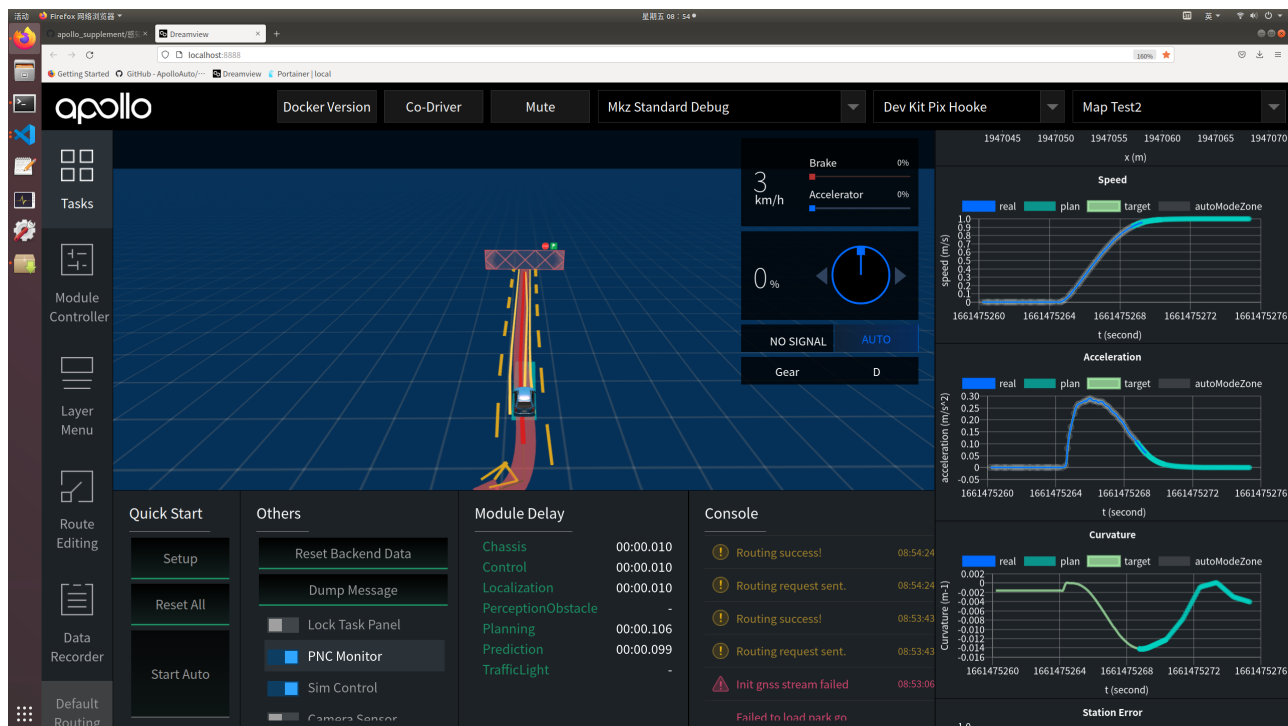 活动 Firefox 网络浏览器 星期五 08 : 54 英
apollo_supplement/感 × Dreamview × +
localhost:8888 160%
Getting Started GitHub - ApolloAuto/··· Dreamview Portainer | local
apollo Docker Version Co-Driver Mute Mkz Standard Debug Dev Kit Pix Hooke Map Test2
Tasks
Module
Controller
Layer
Menu
Route
Editing
Data
Recorder
Default
Routing
3
km/h
Brake 0%
Accelerator 0%
0 %
NO SIGNAL AUTO
Gear D
Quick Start
Setup
Reset All
Start Auto
Others
Reset Backend Data
Dump Message
Lock Task Panel
PNC Monitor
Sim Control
Camera Sensor
Module Delay
Chassis 00:00.010
Control 00:00.010
Localization 00:00.010
PerceptionObstacle -
Planning 00:00.106
Prediction 00:00.099
TrafficLight -
Console
Routing success! 08:54:24
Routing request sent. 08:54:24
Routing success! 08:53:43
Routing request sent. 08:53:43
Init gnss stream failed 08:53:06
Failed to load park go
1947045 1947050 1947055 1947060 1947065 1947070
x (m)
Speed
real plan target autoModeZone
speed (m/s)
1.0
0.9
0.8
0.7
0.6
0.5
0.4
0.3
0.2
0.1
0
1661475260 1661475264 1661475268 1661475272 1661475276
t (second)
Acceleration
real plan target autoModeZone
acceleration (m/s^2)
0.30
0.25
0.20
0.15
0.10
0.05
0
-0.05
1661475260 1661475264 1661475268 1661475272 1661475276
t (second)
Curvature
real plan target autoModeZone
Curvature (m-1)
0.002
0
-0.002
-0.004
-0.006
-0.008
-0.010
-0.012
-0.014
-0.016
1661475260 1661475264 1661475268 1661475272 1661475276
t (second)
Station Error
1.0